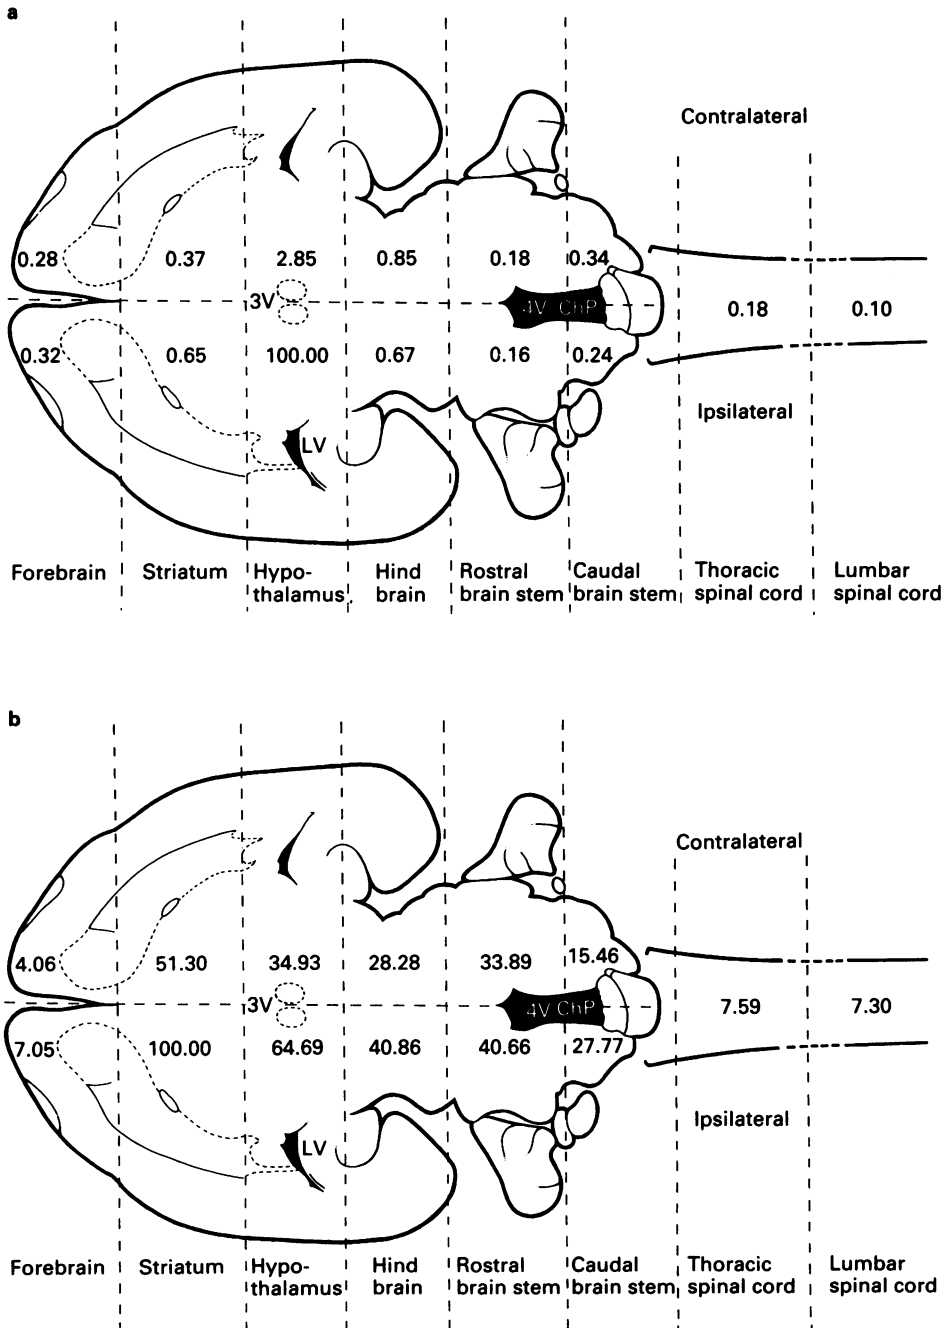 a
Contralateral
0.28 0.37 2.85 0.85 0.18 0.34
3V 4V ChP 0.18 0.10
0.32 0.65 100.00 0.67 0.16 0.24
Ipsilateral
LV
Forebrain Striatum Hypo- Hind Rostral Caudal Thoracic Lumbar
thalamus brain brain stem brain stem spinal cord spinal cord
b
Contralateral
4.06 51.30 34.93 28.28 33.89 15.46
3V 4V ChP 7.59 7.30
7.05 100.00 64.69 40.86 40.66 27.77
Ipsilateral
LV
Forebrain Striatum Hypo- Hind Rostral Caudal Thoracic Lumbar
thalamus brain brain stem brain stem spinal cord spinal cord